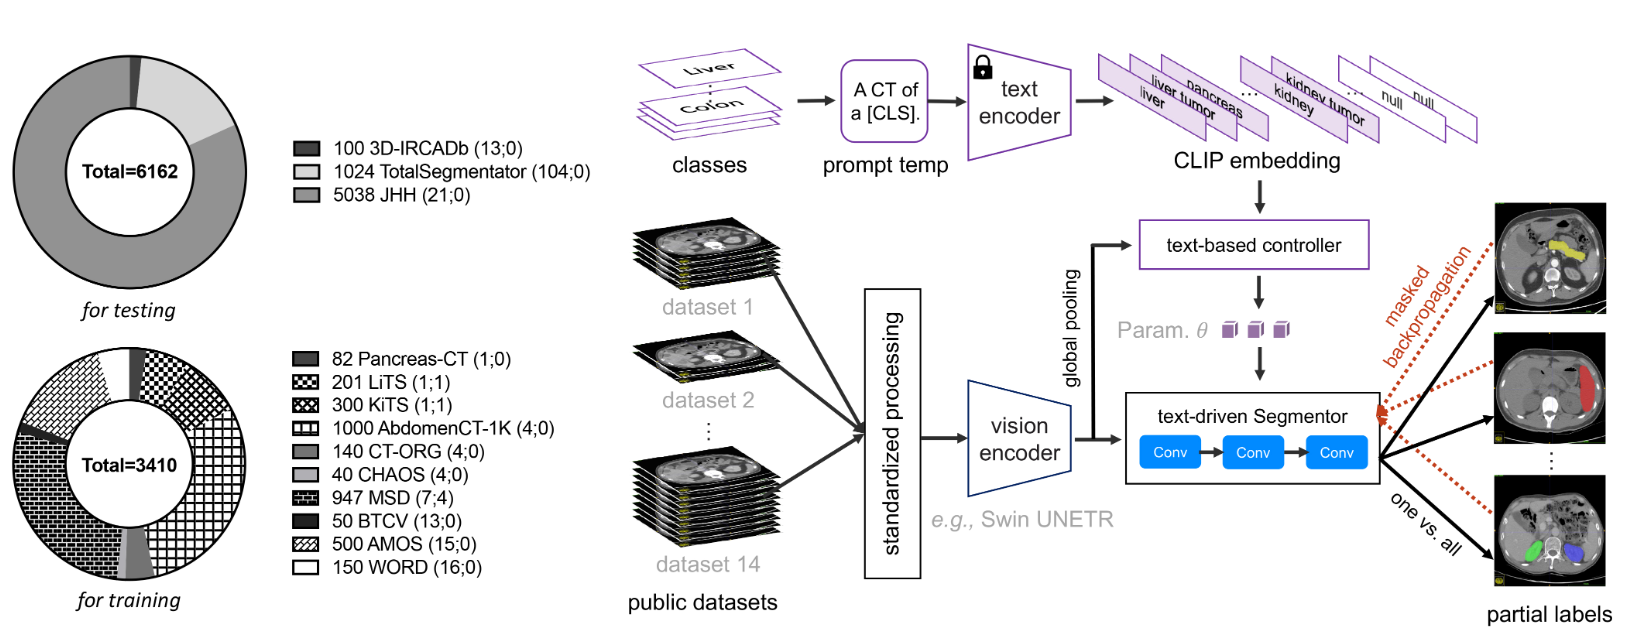 Total=6162
for testing
100 3D-IRCADb (13;0)
1024 TotalSegmentator (104;0)
5038 JHH (21;0)
Total=3410
for training
82 Pancreas-CT (1;0)
201 LiTS (1;1)
300 KiTS (1;1)
1000 AbdomenCT-1K (4;0)
140 CT-ORG (4;0)
40 CHAOS (4;0)
947 MSD (7;4)
50 BTCV (13;0)
500 AMOS (15;0)
150 WORD (16;0)
Liver
Colon
classes
A CT of
a [CLS].
prompt temp
text
encoder
liver
liver tumor
pancreas
...
kidney
kidney tumor
...
null
null
CLIP embedding
dataset 1
dataset 2
dataset 14
public datasets
standardized processing
vision
encoder
e.g., Swin UNETR
global pooling
text-based controller
Param. θ
text-driven Segmentor
Conv
Conv
Conv
masked
backpropagation
one vs. all
partial labels